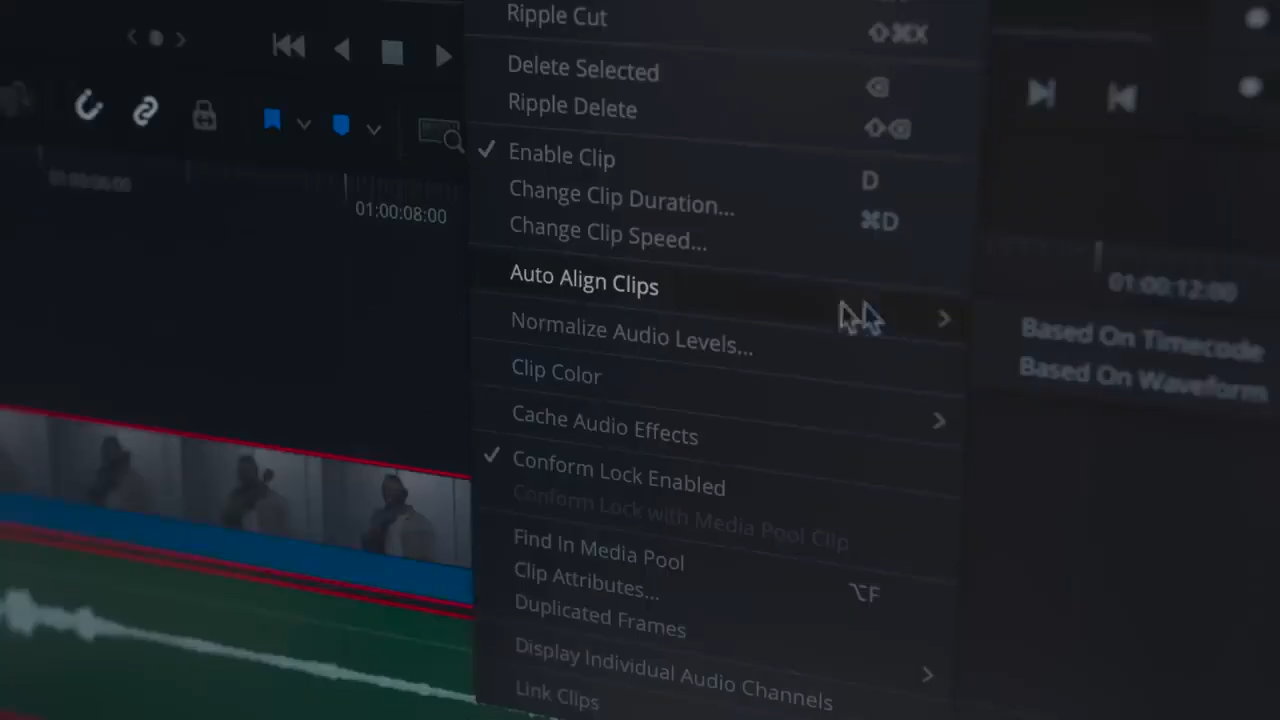 Ripple Cut ⇧⌘X
Delete Selected ⌫
Ripple Delete ⇧⌫
✓ Enable Clip D
Change Clip Duration... ⌘D
Change Clip Speed...
01:00:08:00
Auto Align Clips >
01:00:12:00
Based On Timecode
Based On Waveform
Normalize Audio Levels...
Clip Color
Cache Audio Effects >
✓ Conform Lock Enabled
Conform Lock with Media Pool Clip
Find In Media Pool ⌥F
Clip Attributes...
Duplicated Frames
Display Individual Audio Channels >
Link Clips